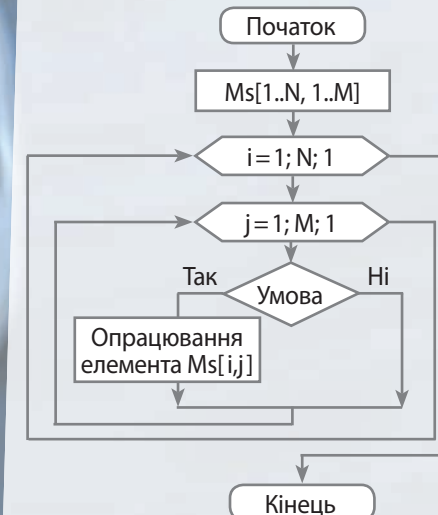 Початок
Ms[1..N, 1..M]
i = 1; N; 1
j = 1; M; 1
Так
Умова
Ні
Опрацювання
елемента Ms[i,j]
Кінець